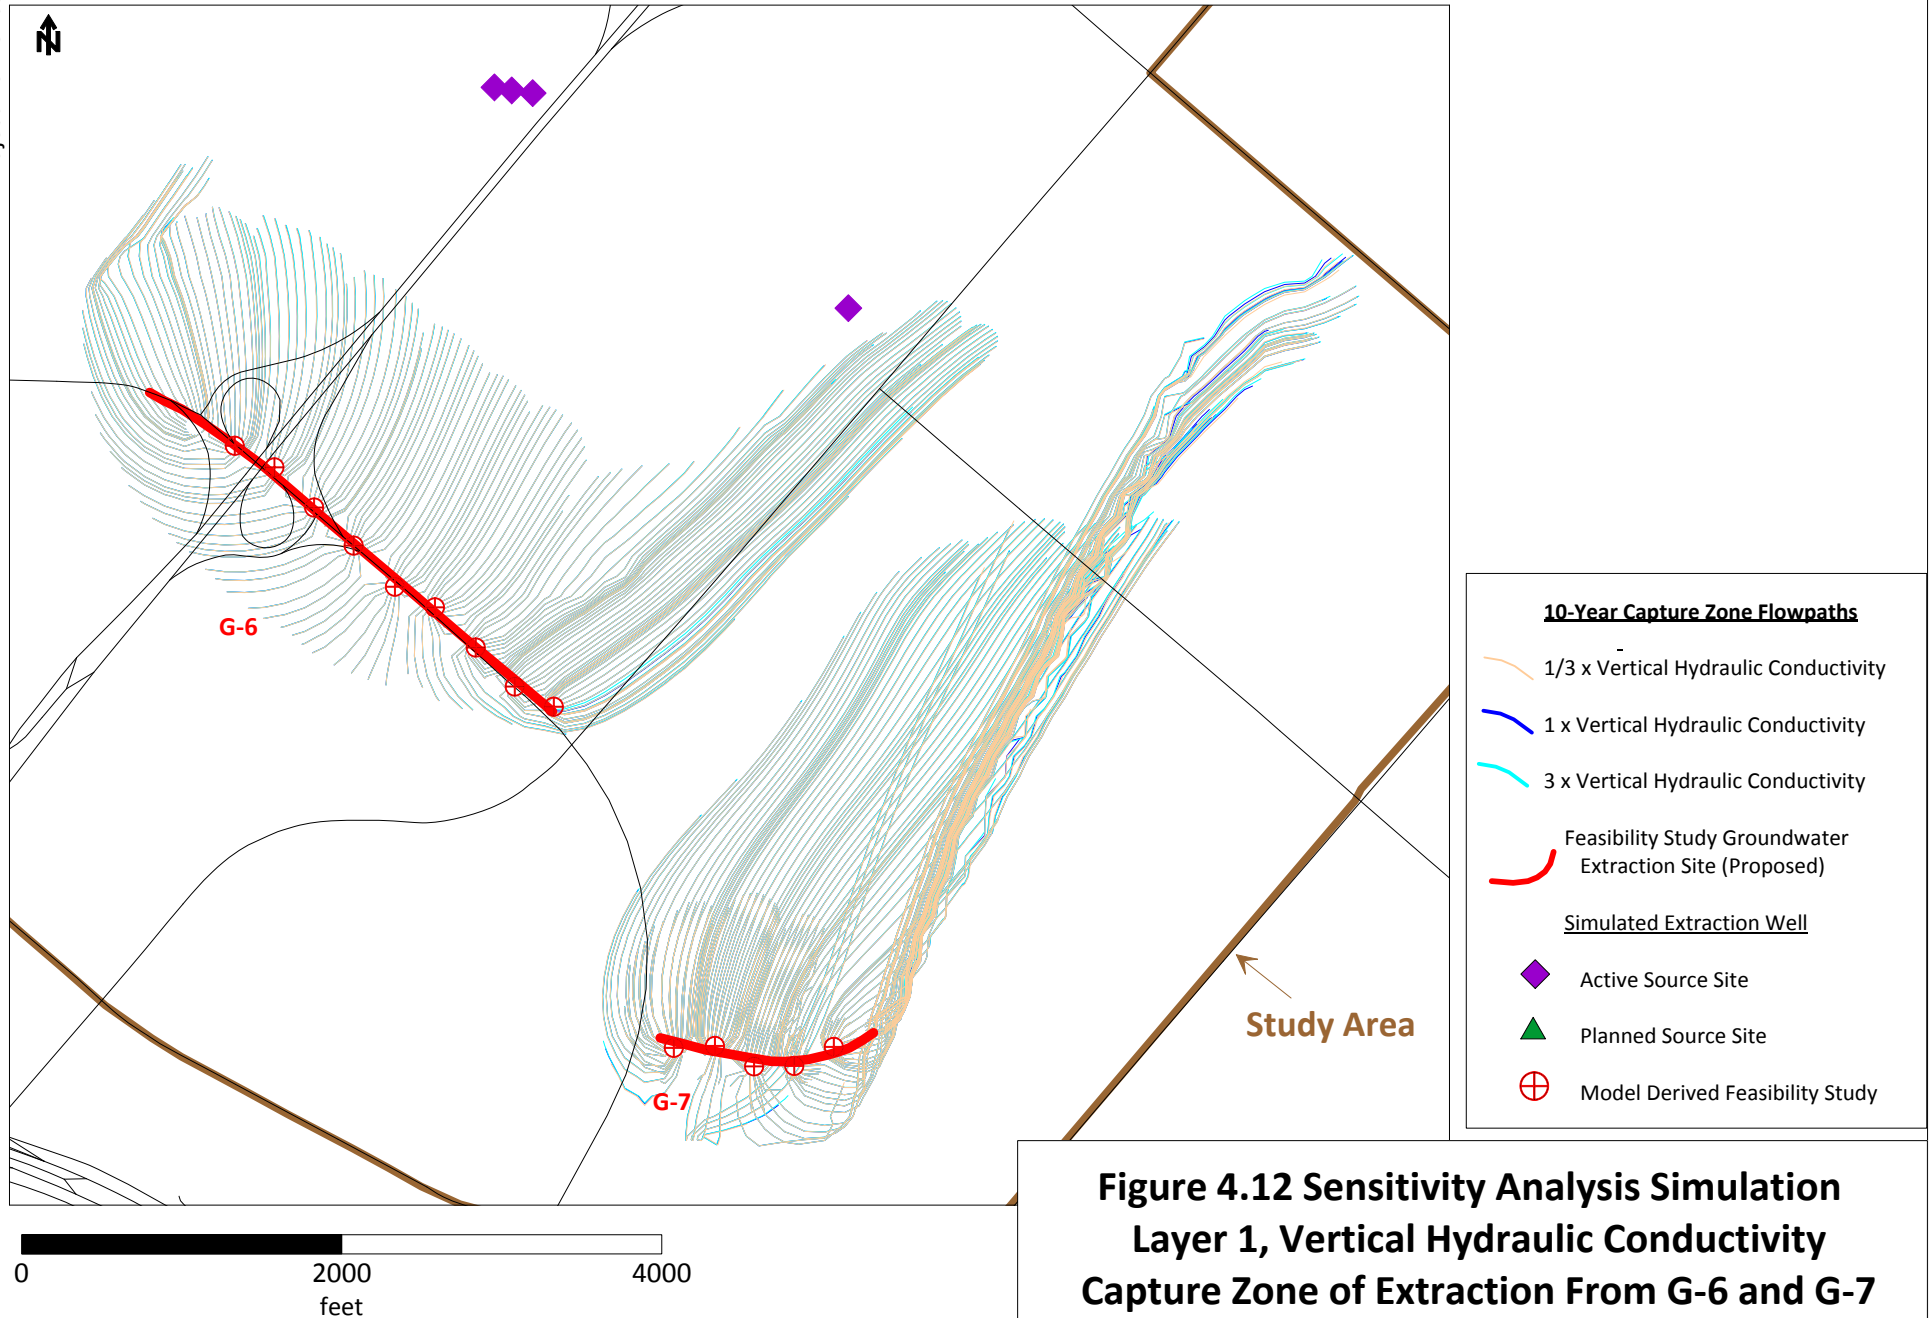 N
G-6
G-7
Study Area
10-Year Capture Zone Flowpaths
1/3 x Vertical Hydraulic Conductivity
1 x Vertical Hydraulic Conductivity
3 x Vertical Hydraulic Conductivity
Feasibility Study Groundwater
Extraction Site (Proposed)
Simulated Extraction Well
Active Source Site
Planned Source Site
Model Derived Feasibility Study
0
2000
4000
feet
Figure 4.12 Sensitivity Analysis Simulation
Layer 1, Vertical Hydraulic Conductivity
Capture Zone of Extraction From G-6 and G-7